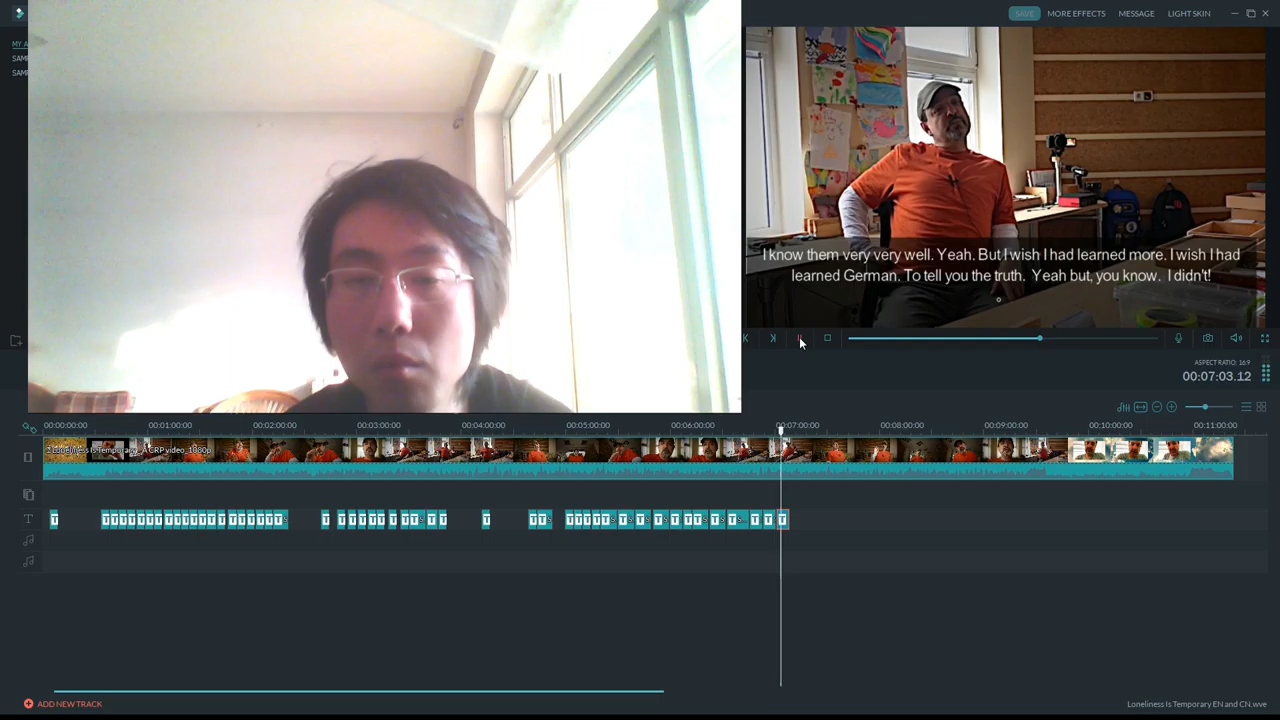 SAVE
MORE EFFECTS
MESSAGE
LIGHT SKIN
MY A
SAM
SAM
I know them very very well. Yeah. But I wish I had learned more. I wish I had
learned German. To tell you the truth. Yeah but, you know. I didn't!
ASPECT RATIO: 16:9
00:07:03.12
00:00:00:00
00:01:00:00
00:02:00:00
00:03:00:00
00:04:00:00
00:05:00:00
00:06:00:00
00:07:00:00
00:08:00:00
00:09:00:00
00:10:00:00
00:11:00:00
ADD NEW TRACK
Loneliness Is Temporary EN and CN.wve